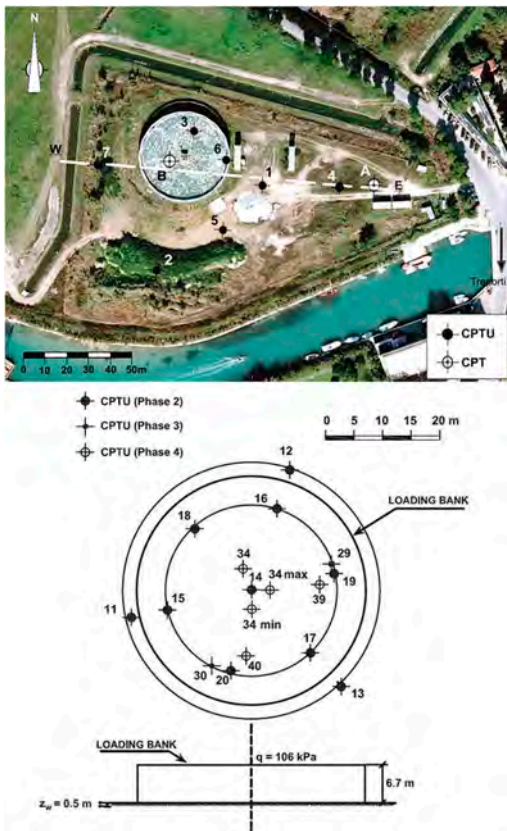 N
W
7
3
6
B
1
4
A
E
5
2
Treporti
0 10 20 30 40 50m
CPTU
CPT
CPTU (Phase 2)
CPTU (Phase 3)
CPTU (Phase 4)
0 5 10 15 20 m
12
LOADING BANK
16
18
34
29
14
34 max
19
39
15
34 min
11
17
40
30
20
13
LOADING BANK
q = 106 kPa
6.7 m
zw = 0.5 m